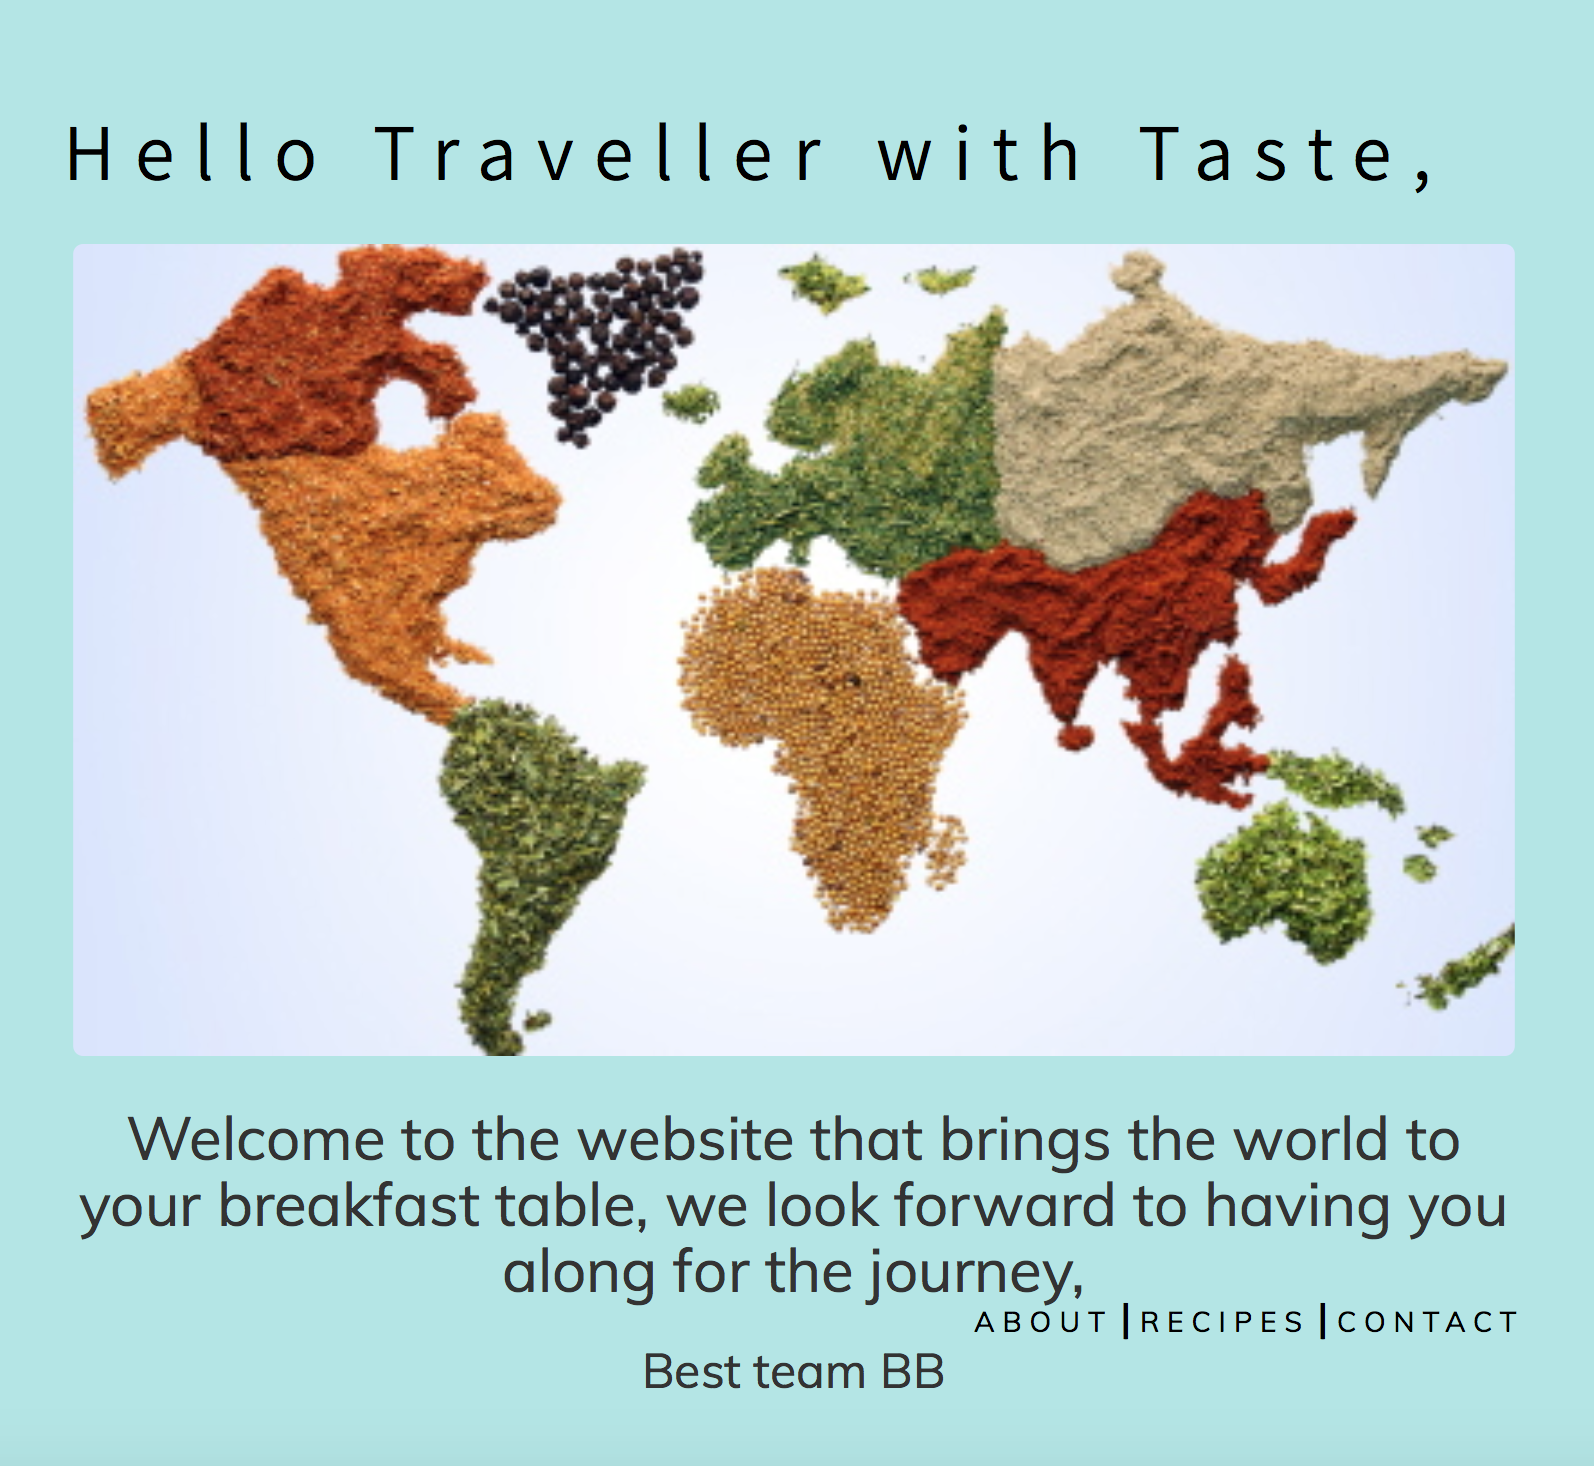 Hello Traveller with Taste,
Welcome to the website that brings the world to
your breakfast table, we look forward to having you
along for the journey,
ABOUT | RECIPES | CONTACT
Best team BB